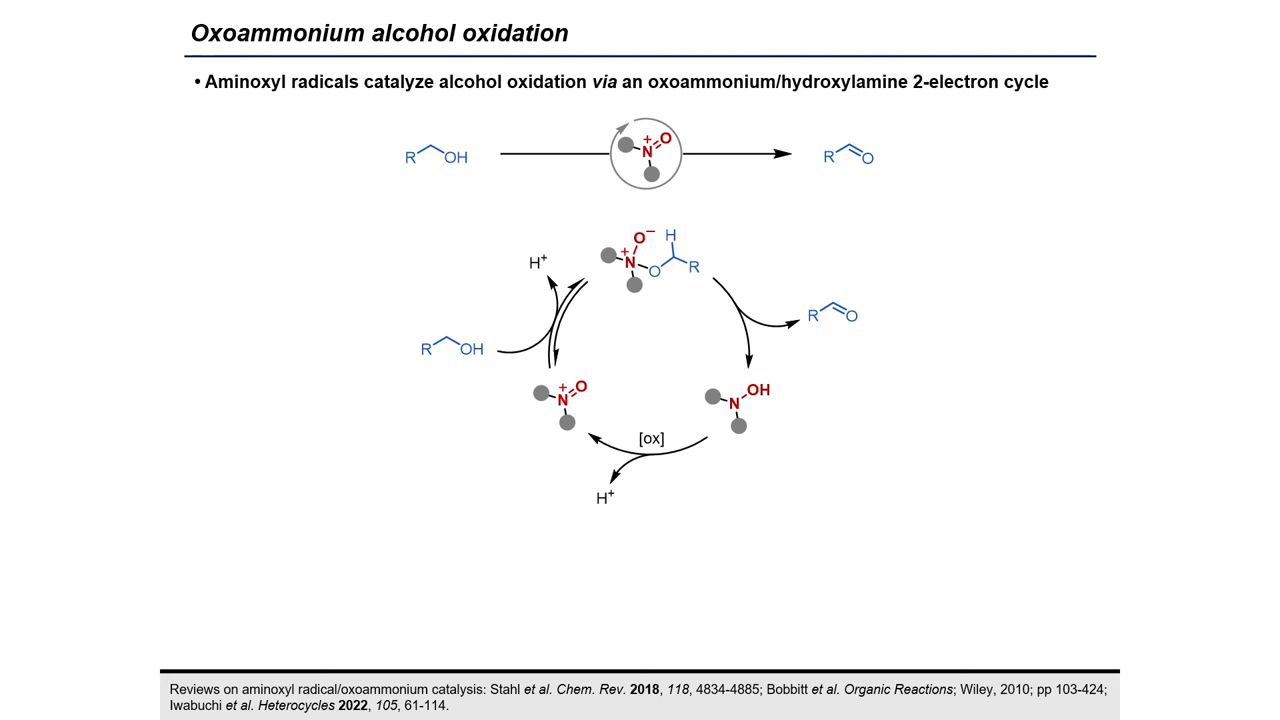 Oxoammonium alcohol oxidation
• Aminoxyl radicals catalyze alcohol oxidation via an oxoammonium/hydroxylamine 2-electron cycle
R OH
N+ O
R O
H+
O− H
N+ O R
R O
R OH
N+ O
N OH
[ox]
H+
Reviews on aminoxyl radical/oxoammonium catalysis: Stahl et al. Chem. Rev. 2018, 118, 4834-4885; Bobbitt et al. Organic Reactions; Wiley, 2010; pp 103-424;
Iwabuchi et al. Heterocycles 2022, 105, 61-114.